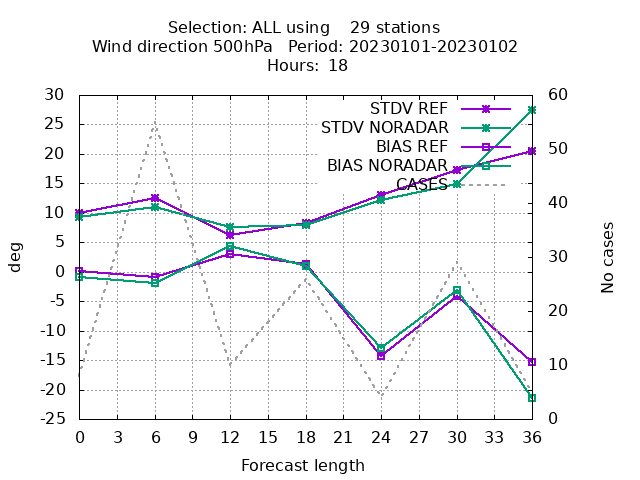 Selection: ALL using    29 stations
Wind direction 500hPa   Period: 20230101-20230102
Hours: 18
STDV REF
STDV NORADAR
BIAS REF
BIAS NORADAR
CASES
30
25
20
15
10
5
0
-5
-10
-15
-20
-25
deg
60
50
40
30
20
10
0
No cases
0 3 6 9 12 15 18 21 24 27 30 33 36
Forecast length